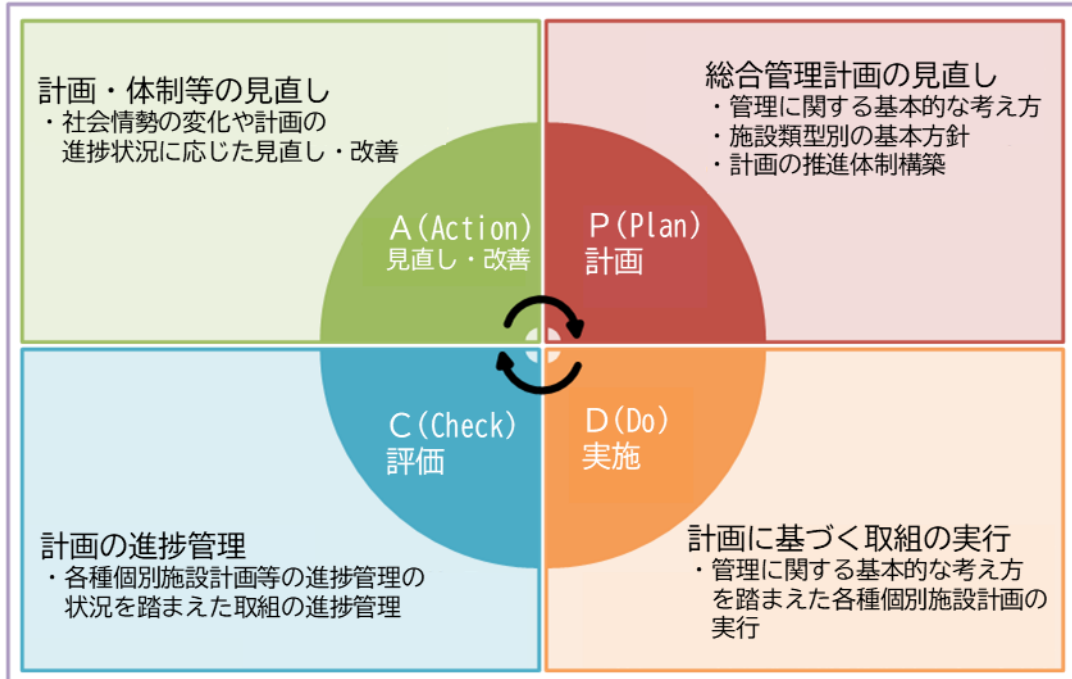 計画・体制等の見直し
・社会情勢の変化や計画の
進捗状況に応じた見直し・改善
総合管理計画の見直し
・管理に関する基本的な考え方
・施設類型別の基本方針
・計画の推進体制構築
A(Action)
見直し・改善
P(Plan)
計画
C(Check)
評価
D(Do)
実施
計画の進捗管理
・各種個別施設計画等の進捗管理の
状況を踏まえた取組の進捗管理
計画に基づく取組の実行
・管理に関する基本的な考え方
を踏まえた各種個別施設計画の
実行